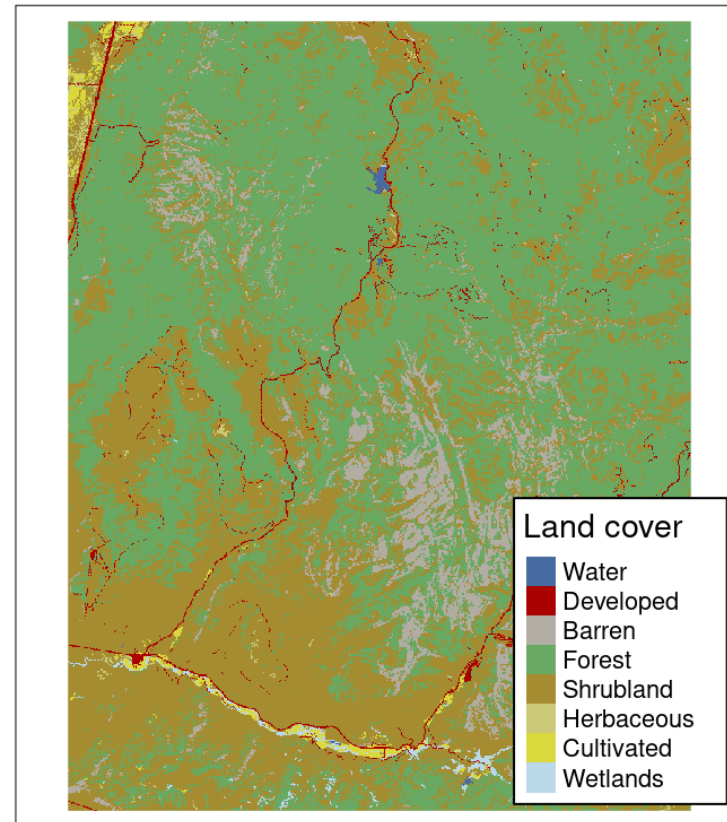 Land cover
Water
Developed
Barren
Forest
Shrubland
Herbaceous
Cultivated
Wetlands